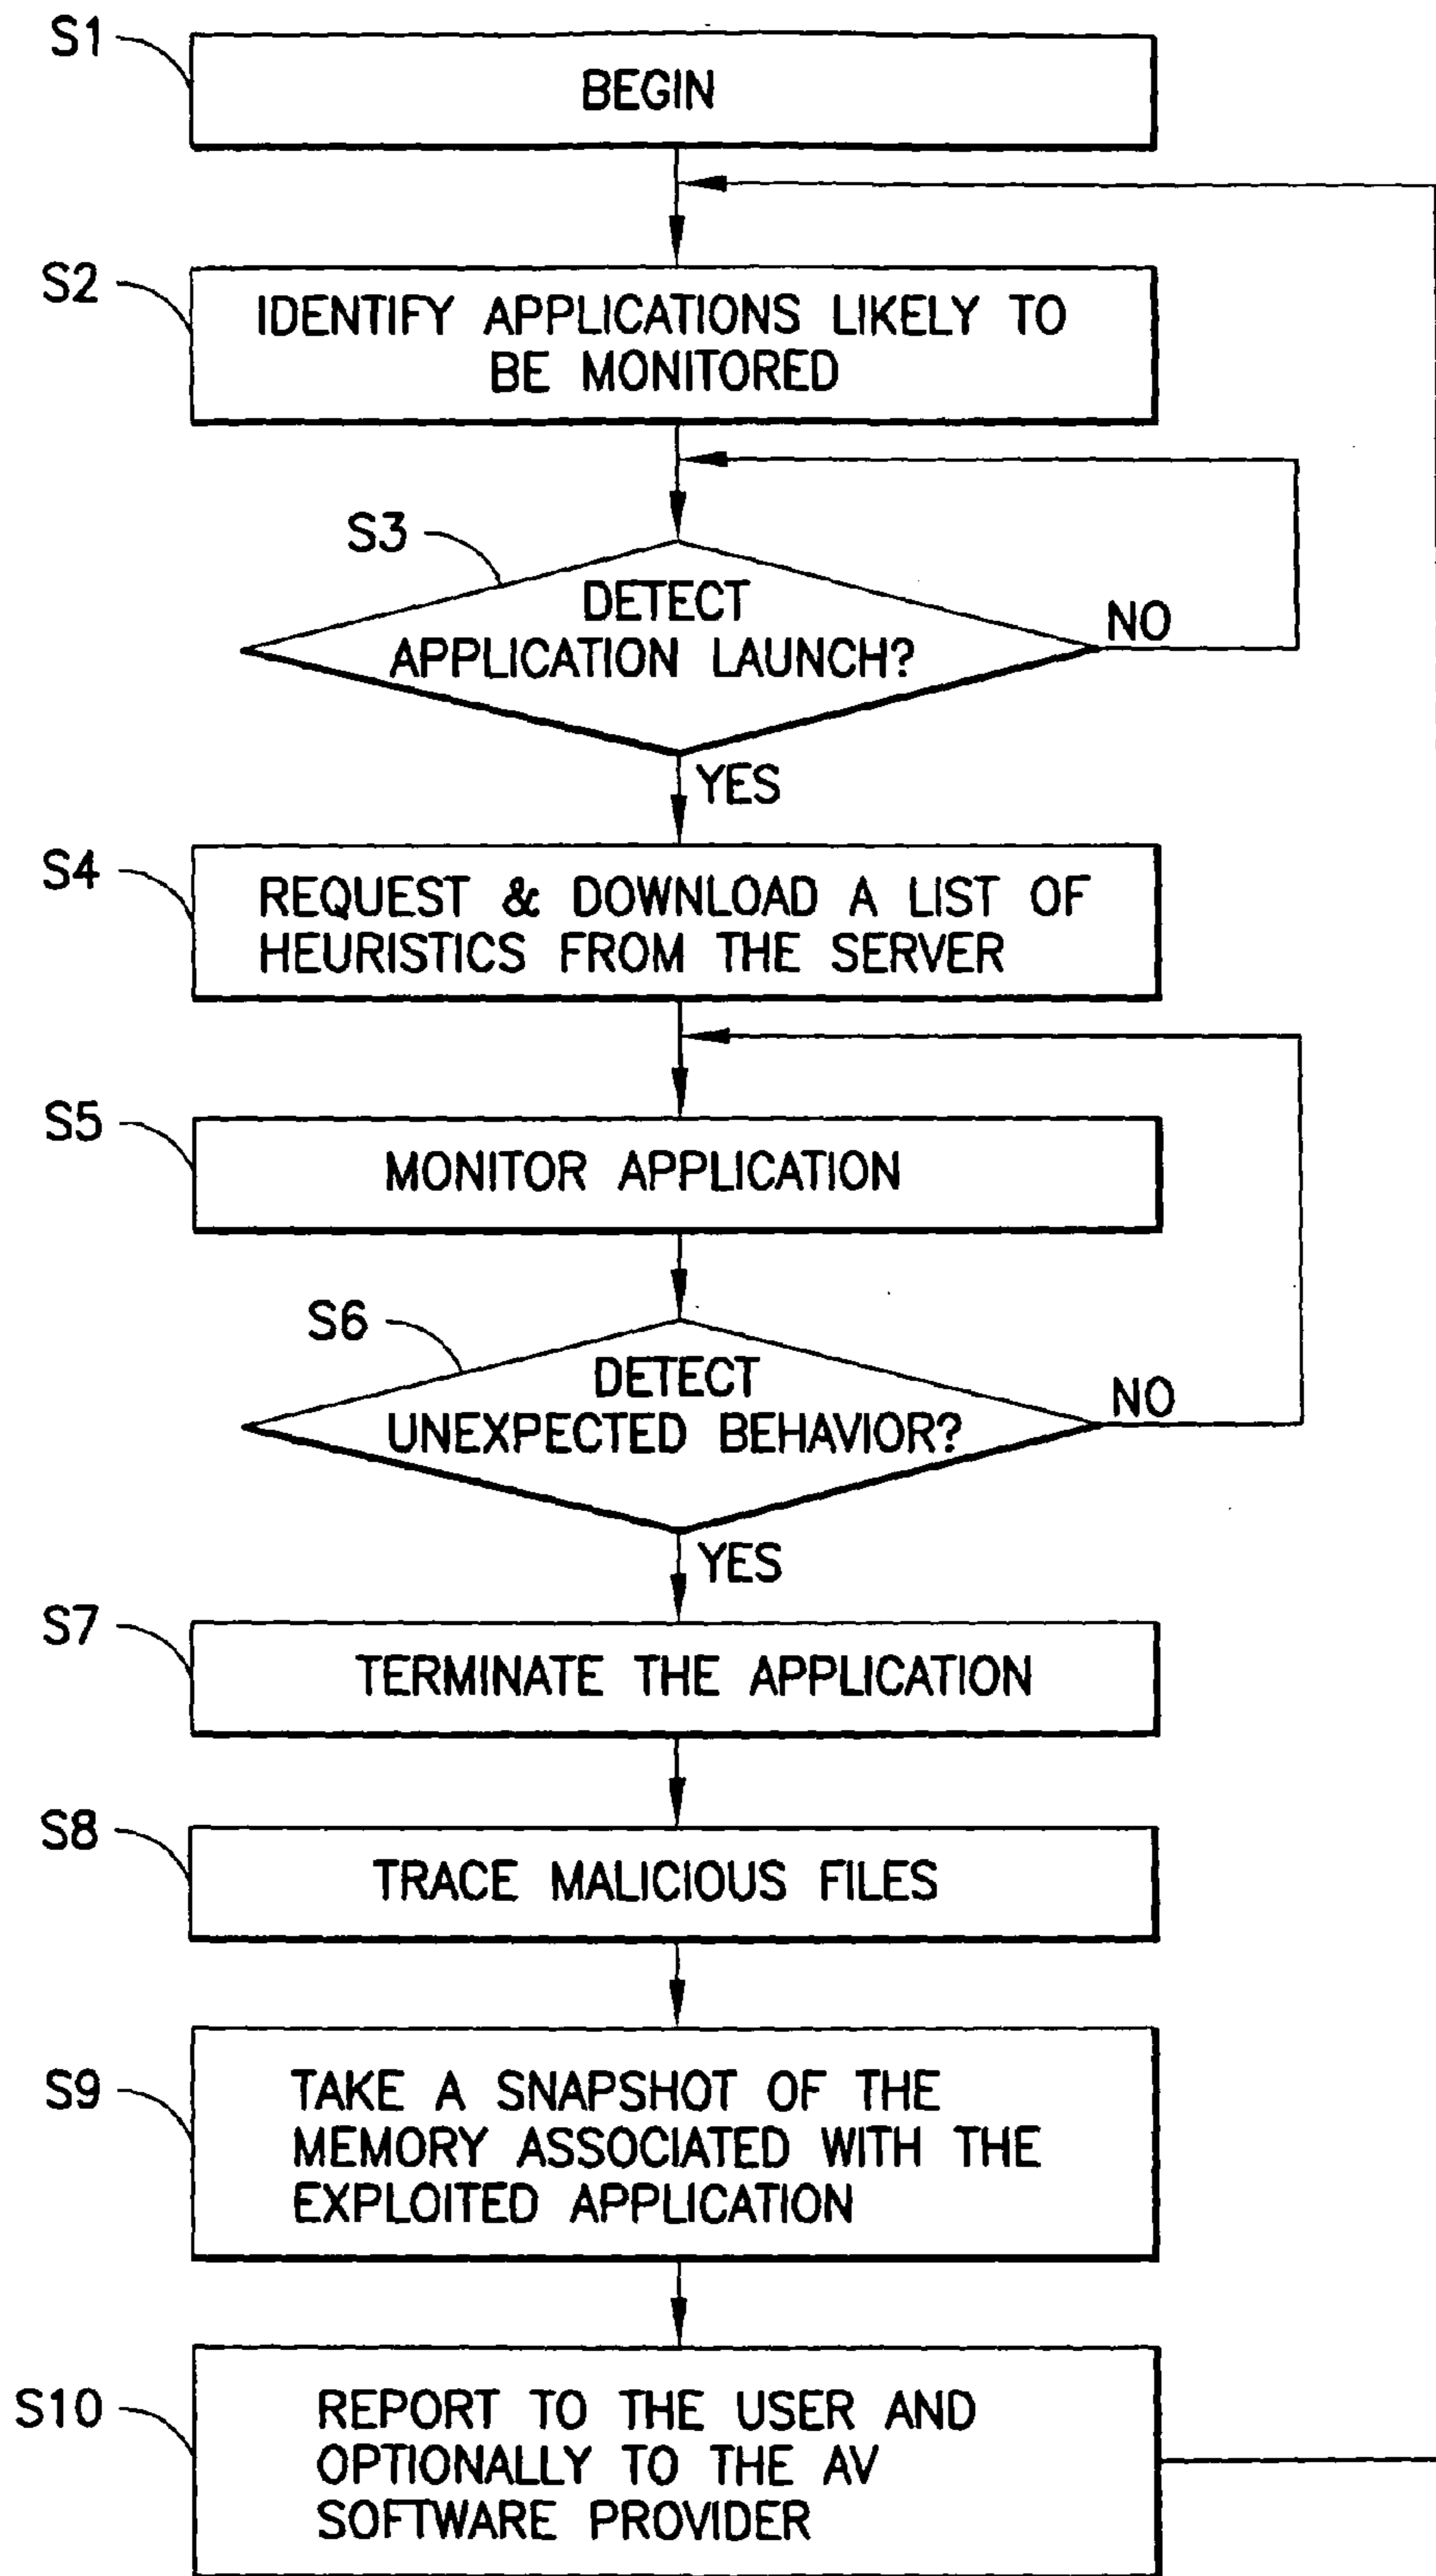 S1
BEGIN
S2
IDENTIFY APPLICATIONS LIKELY TO
BE MONITORED
S3
DETECT
APPLICATION LAUNCH?
NO
YES
S4
REQUEST & DOWNLOAD A LIST OF
HEURISTICS FROM THE SERVER
S5
MONITOR APPLICATION
S6
DETECT
UNEXPECTED BEHAVIOR?
NO
YES
S7
TERMINATE THE APPLICATION
S8
TRACE MALICIOUS FILES
S9
TAKE A SNAPSHOT OF THE
MEMORY ASSOCIATED WITH THE
EXPLOITED APPLICATION
S10
REPORT TO THE USER AND
OPTIONALLY TO THE AV
SOFTWARE PROVIDER